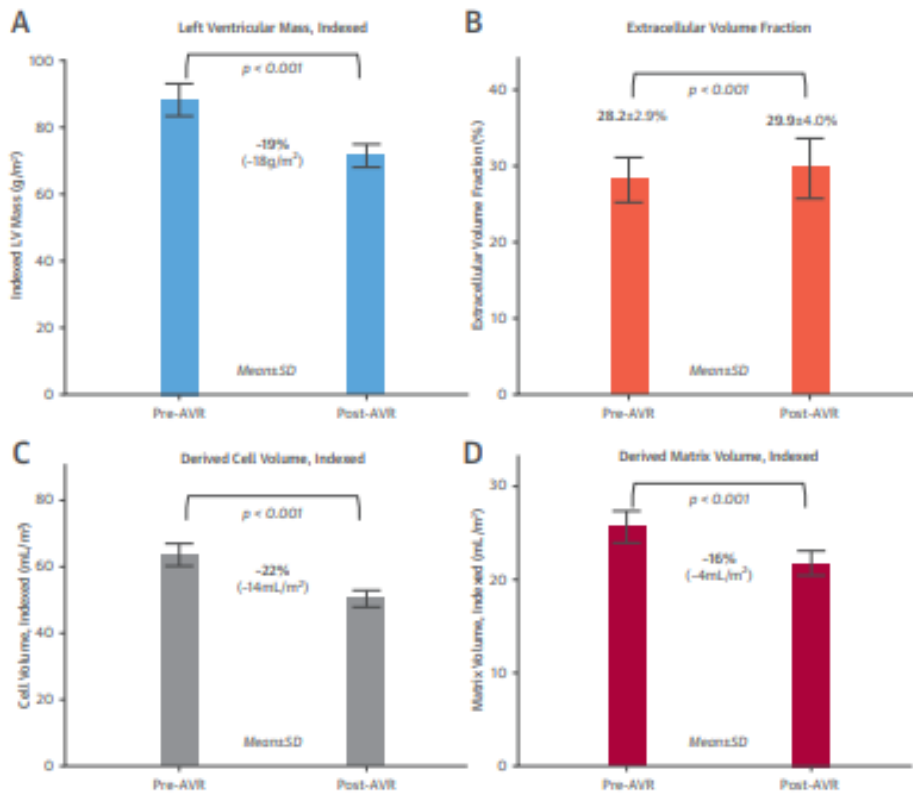 A
Left Ventricular Mass, Indexed
Indexed LV Mass (g/m²)
100
80
60
40
20
0
p < 0.001
-19%
(-18g/m²)
Mean±SD
Pre-AVR
Post-AVR
B
Extracellular Volume Fraction
Extracellular Volume Fraction (%)
40
30
20
10
0
p < 0.001
28.2±2.9%
29.9±4.0%
Mean±SD
Pre-AVR
Post-AVR
C
Derived Cell Volume, Indexed
Cell Volume, Indexed (mL/m²)
80
60
40
20
0
p < 0.001
-22%
(-14mL/m²)
Mean±SD
Pre-AVR
Post-AVR
D
Derived Matrix Volume, Indexed
Matrix Volume, Indexed (mL/m²)
30
20
10
0
p < 0.001
-16%
(-4mL/m²)
Mean±SD
Pre-AVR
Post-AVR